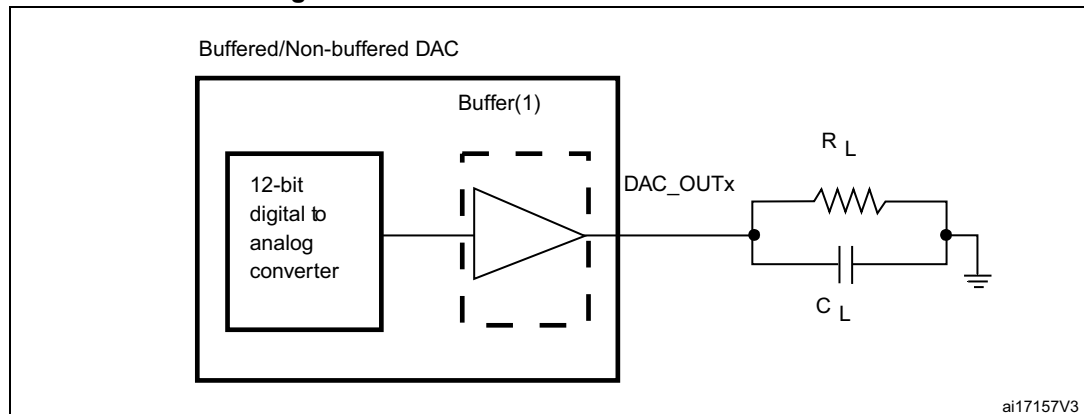 Buffered/Non-buffered DAC
Buffer(1)
12-bit
digital to
analog
converter
DAC_OUTx
R L
C L
ai17157V3